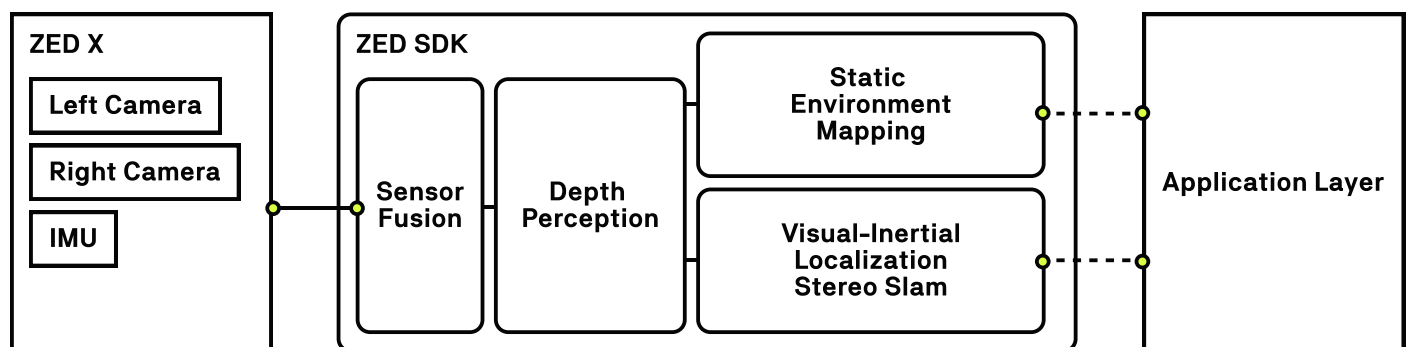 ZED X
Left Camera
Right Camera
IMU
ZED SDK
Sensor
Fusion
Depth
Perception
Static
Environment
Mapping
Visual-Inertial
Localization
Stereo Slam
Application Layer